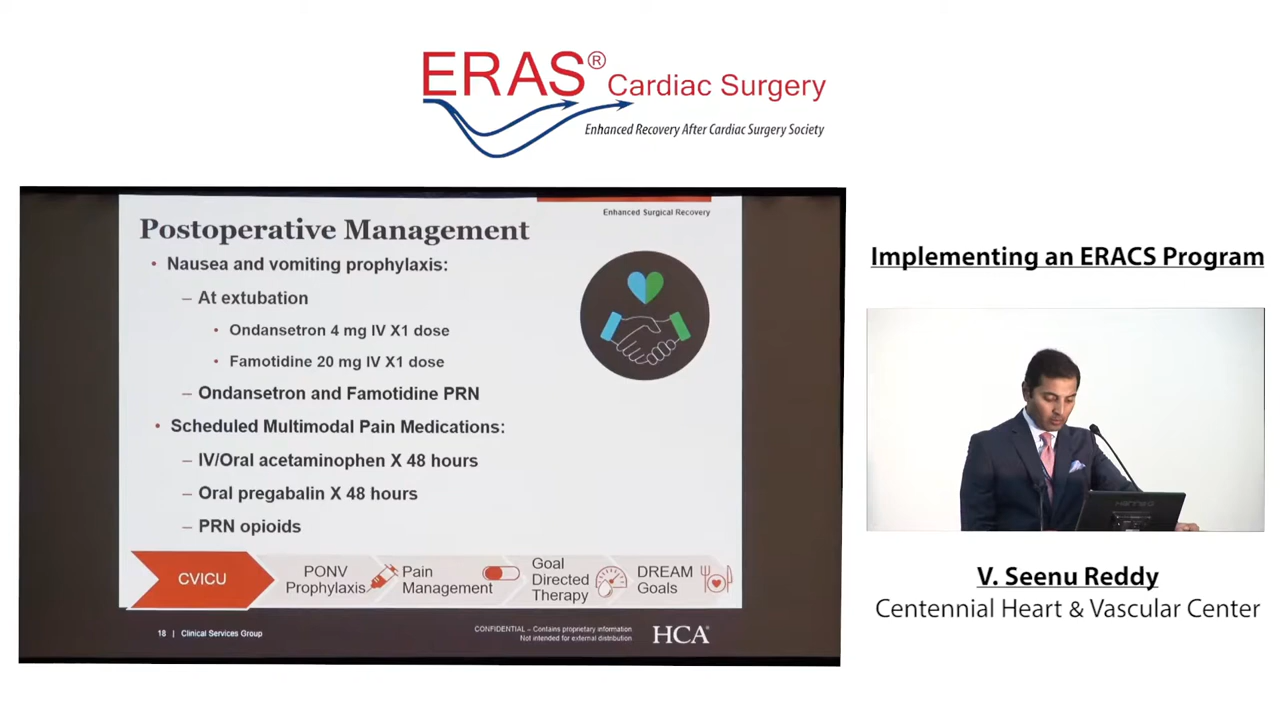 ERAS® Cardiac Surgery
Enhanced Recovery After Cardiac Surgery Society
Enhanced Surgical Recovery
Postoperative Management
• Nausea and vomiting prophylaxis:
– At extubation
• Ondansetron 4 mg IV X1 dose
• Famotidine 20 mg IV X1 dose
– Ondansetron and Famotidine PRN
• Scheduled Multimodal Pain Medications:
– IV/Oral acetaminophen X 48 hours
– Oral pregabalin X 48 hours
– PRN opioids
CVICU
PONV
Prophylaxis
Pain
Management
Goal
Directed
Therapy
DREAM
Goals
18 | Clinical Services Group
CONFIDENTIAL – Contains proprietary information
Not intended for external distribution
HCA®
Implementing an ERACS Program
V. Seenu Reddy
Centennial Heart & Vascular Center